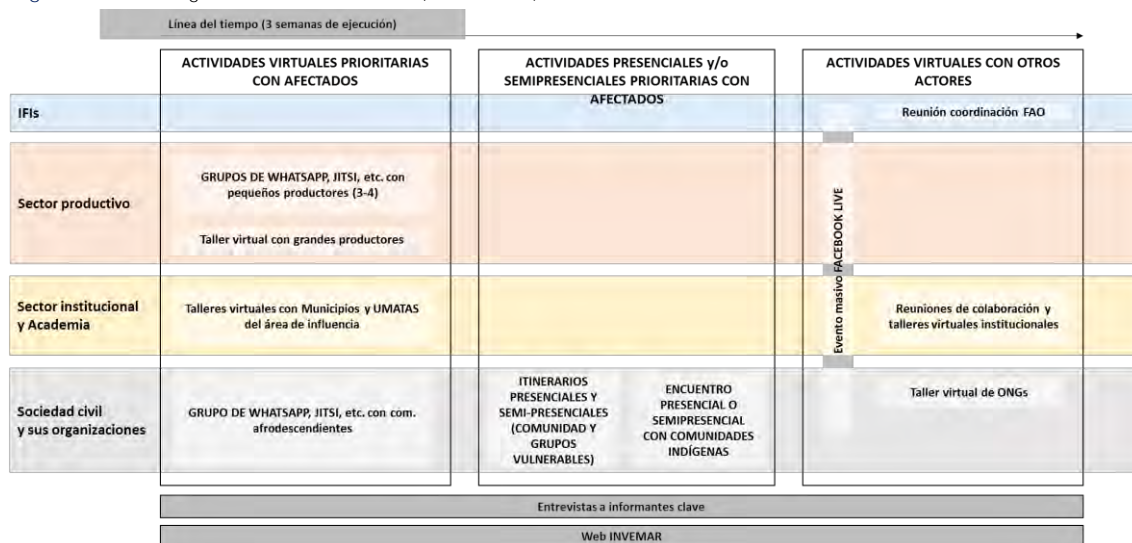 Línea del tiempo (3 semanas de ejecución)
ACTIVIDADES VIRTUALES PRIORITARIAS
CON AFECTADOS
ACTIVIDADES PRESENCIALES y/o
SEMIPRESENCIALES PRIORITARIAS CON
AFECTADOS
ACTIVIDADES VIRTUALES CON OTROS
ACTORES
IFIs
Reunión coordinación FAO
Sector productivo
GRUPOS DE WHATSAPP, JITSI, etc. con
pequeños productores (3-4)
Taller virtual con grandes productores
Evento masivo FACEBOOK LIVE
Sector institucional
y Academia
Talleres virtuales con Municipios y UMATAS
del área de influencia
Reuniones de colaboración y
talleres virtuales institucionales
Sociedad civil
y sus organizaciones
GRUPO DE WHATSAPP, JITSI, etc. con com.
afrodescendientes
ITINERARIOS
PRESENCIALES Y
SEMI-PRESENCIALES
(COMUNIDAD Y
GRUPOS
VULNERABLES)
ENCUENTRO
PRESENCIAL O
SEMIPRESENCIAL
CON COMUNIDADES
INDÍGENAS
Taller virtual de ONGs
Entrevistas a informantes clave
Web INVEMAR